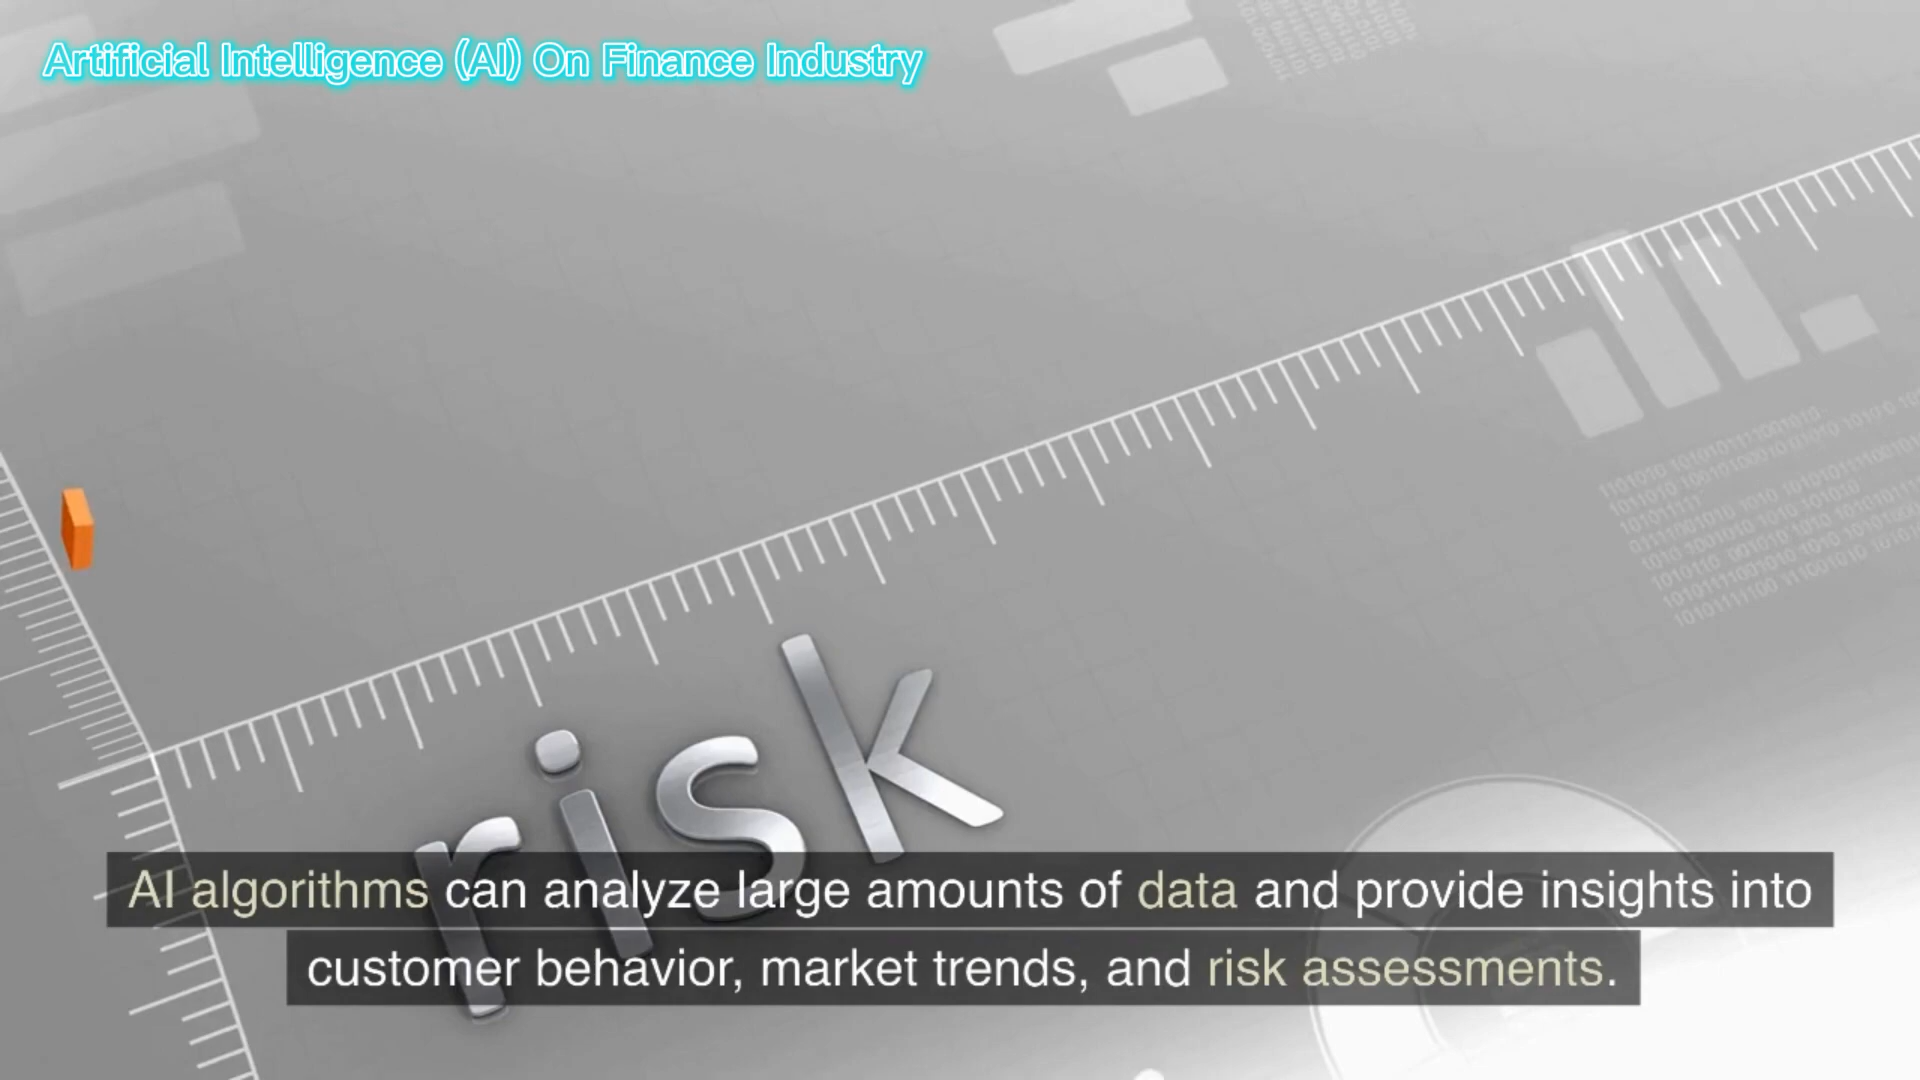 Artificial Intelligence (AI) On Finance Industry
risk
AI algorithms can analyze large amounts of data and provide insights into
customer behavior, market trends, and risk assessments.